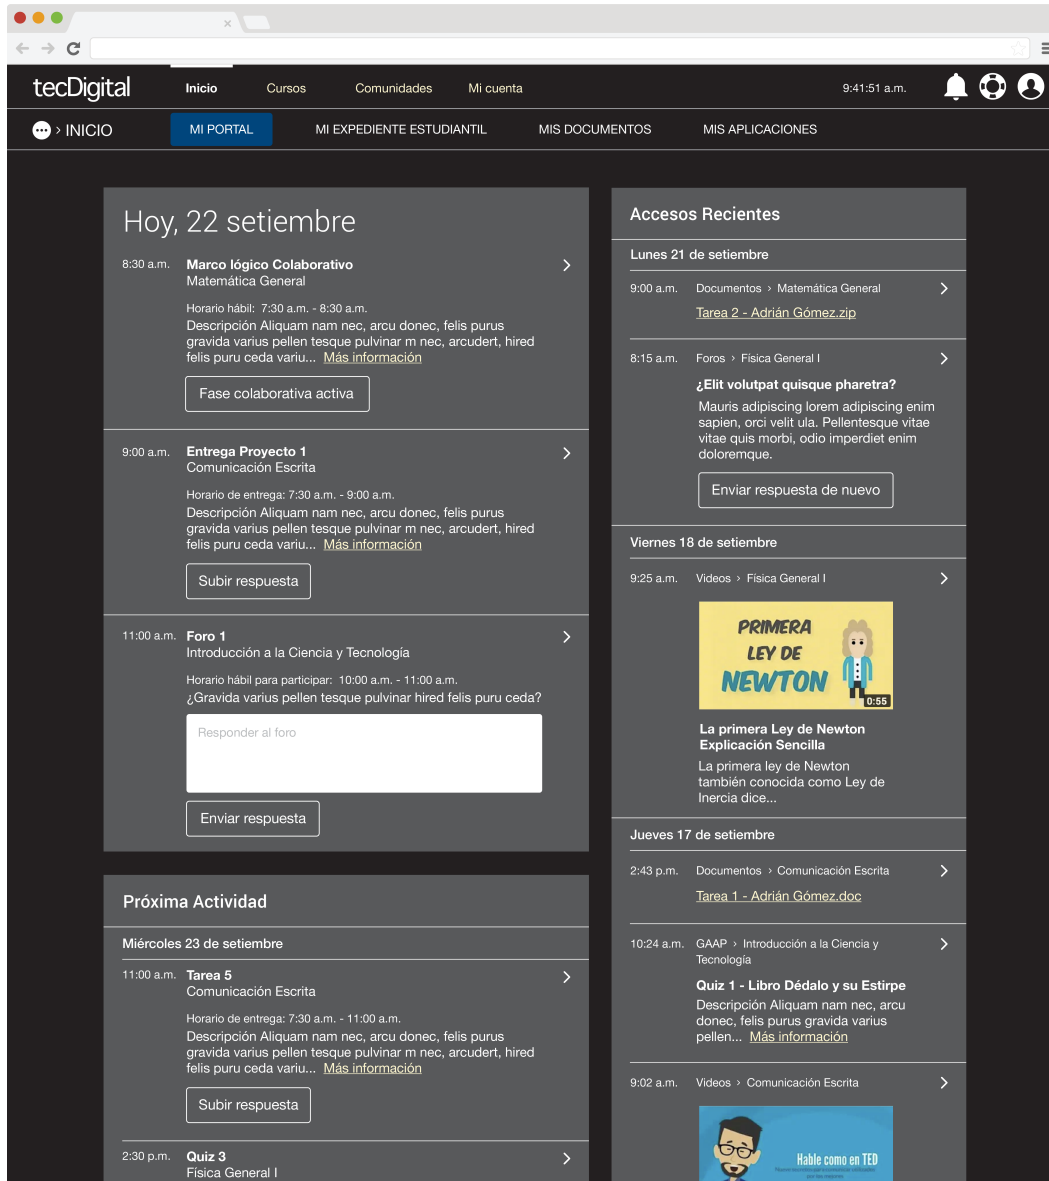 tecDigital
Inicio
Cursos
Comunidades
Mi cuenta
9:41:51 a.m.
› INICIO
MI PORTAL
MI EXPEDIENTE ESTUDIANTIL
MIS DOCUMENTOS
MIS APLICACIONES
Hoy, 22 setiembre
8:30 a.m. Marco lógico Colaborativo
Matemática General
Horario hábil: 7:30 a.m. - 8:30 a.m.
Descripción Aliquam nam nec, arcu donec, felis purus
gravida varius pellen tesque pulvinar m nec, arcudert, hired
felis puru ceda variu... Más información
Fase colaborativa activa
9:00 a.m. Entrega Proyecto 1
Comunicación Escrita
Horario de entrega: 7:30 a.m. - 9:00 a.m.
Descripción Aliquam nam nec, arcu donec, felis purus
gravida varius pellen tesque pulvinar m nec, arcudert, hired
felis puru ceda variu... Más información
Subir respuesta
11:00 a.m. Foro 1
Introducción a la Ciencia y Tecnología
Horario hábil para participar: 10:00 a.m. - 11:00 a.m.
¿Gravida varius pellen tesque pulvinar hired felis puru ceda?
Responder al foro
Enviar respuesta
Próxima Actividad
Miércoles 23 de setiembre
11:00 a.m. Tarea 5
Comunicación Escrita
Horario de entrega: 7:30 a.m. - 11:00 a.m.
Descripción Aliquam nam nec, arcu donec, felis purus
gravida varius pellen tesque pulvinar m nec, arcudert, hired
felis puru ceda variu... Más información
Subir respuesta
2:30 p.m. Quiz 3
Física General I
Accesos Recientes
Lunes 21 de setiembre
9:00 a.m. Documentos › Matemática General
Tarea 2 - Adrián Gómez.zip
8:15 a.m. Foros › Física General I
¿Elit volutpat quisque pharetra?
Mauris adipiscing lorem adipiscing enim
sapien, orci velit ula. Pellentesque vitae
vitae quis morbi, odio imperdiet enim
doloremque.
Enviar respuesta de nuevo
Viernes 18 de setiembre
9:25 a.m. Videos › Física General I
PRIMERA
LEY DE
NEWTON
0:55
La primera Ley de Newton
Explicación Sencilla
La primera ley de Newton
también conocida como Ley de
Inercia dice...
Jueves 17 de setiembre
2:43 p.m. Documentos › Comunicación Escrita
Tarea 1 - Adrián Gómez.doc
10:24 a.m. GAAP › Introducción a la Ciencia y
Tecnología
Quiz 1 - Libro Dédalo y su Estirpe
Descripción Aliquam nam nec, arcu
donec, felis purus gravida varius
pellen... Más información
9:02 a.m. Videos › Comunicación Escrita
Hable como en TED